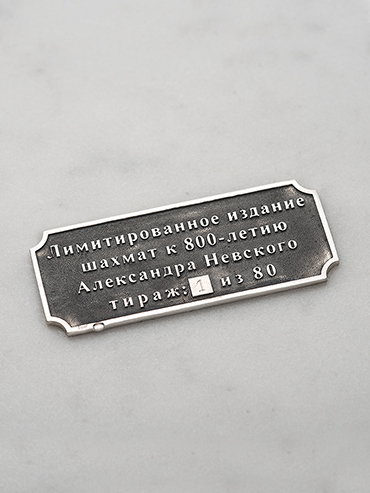 Лимитированное издание
шахмат к 800-летию
Александра Невского
тираж: 1 из 80